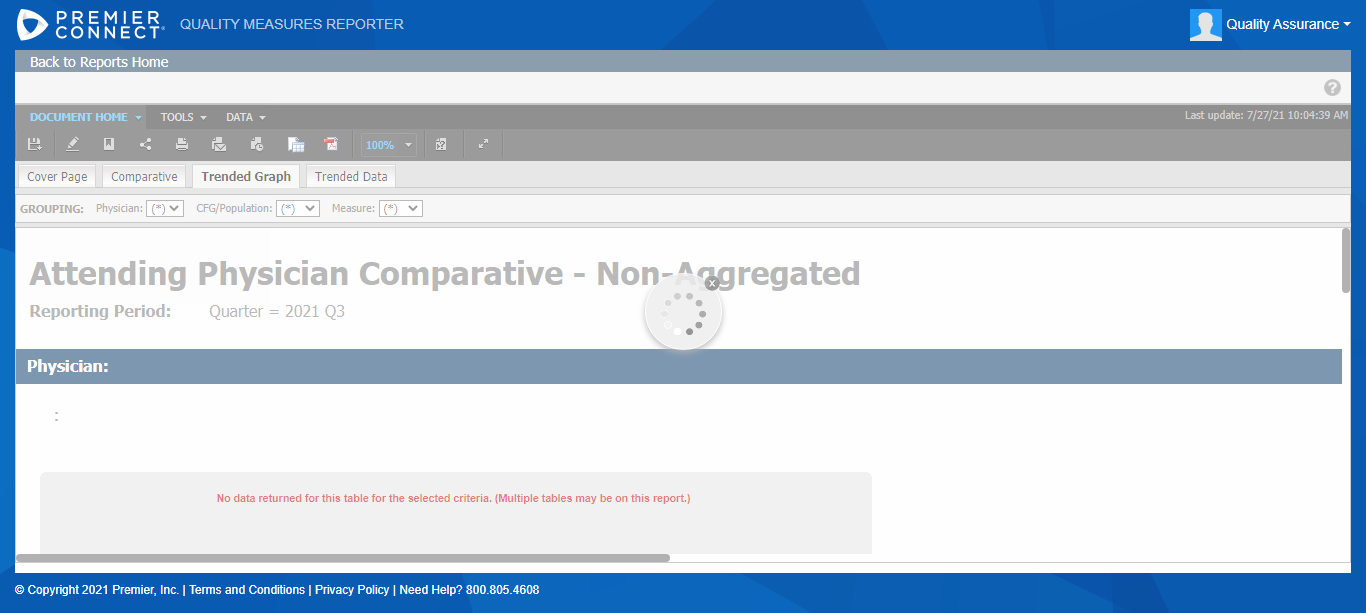 PREMIER
CONNECT®
QUALITY MEASURES REPORTER
Quality Assurance
Back to Reports Home
?
DOCUMENT HOME TOOLS DATA
Last update: 7/27/21 10:04:39 AM
100%
Cover Page Comparative Trended Graph Trended Data
GROUPING: Physician: (*) CFG/Population: (*) Measure: (*)
Attending Physician Comparative - Non-Aggregated
x
Reporting Period: Quarter = 2021 Q3
Physician:
:
No data returned for this table for the selected criteria. (Multiple tables may be on this report.)
© Copyright 2021 Premier, Inc. | Terms and Conditions | Privacy Policy | Need Help? 800.805.4608